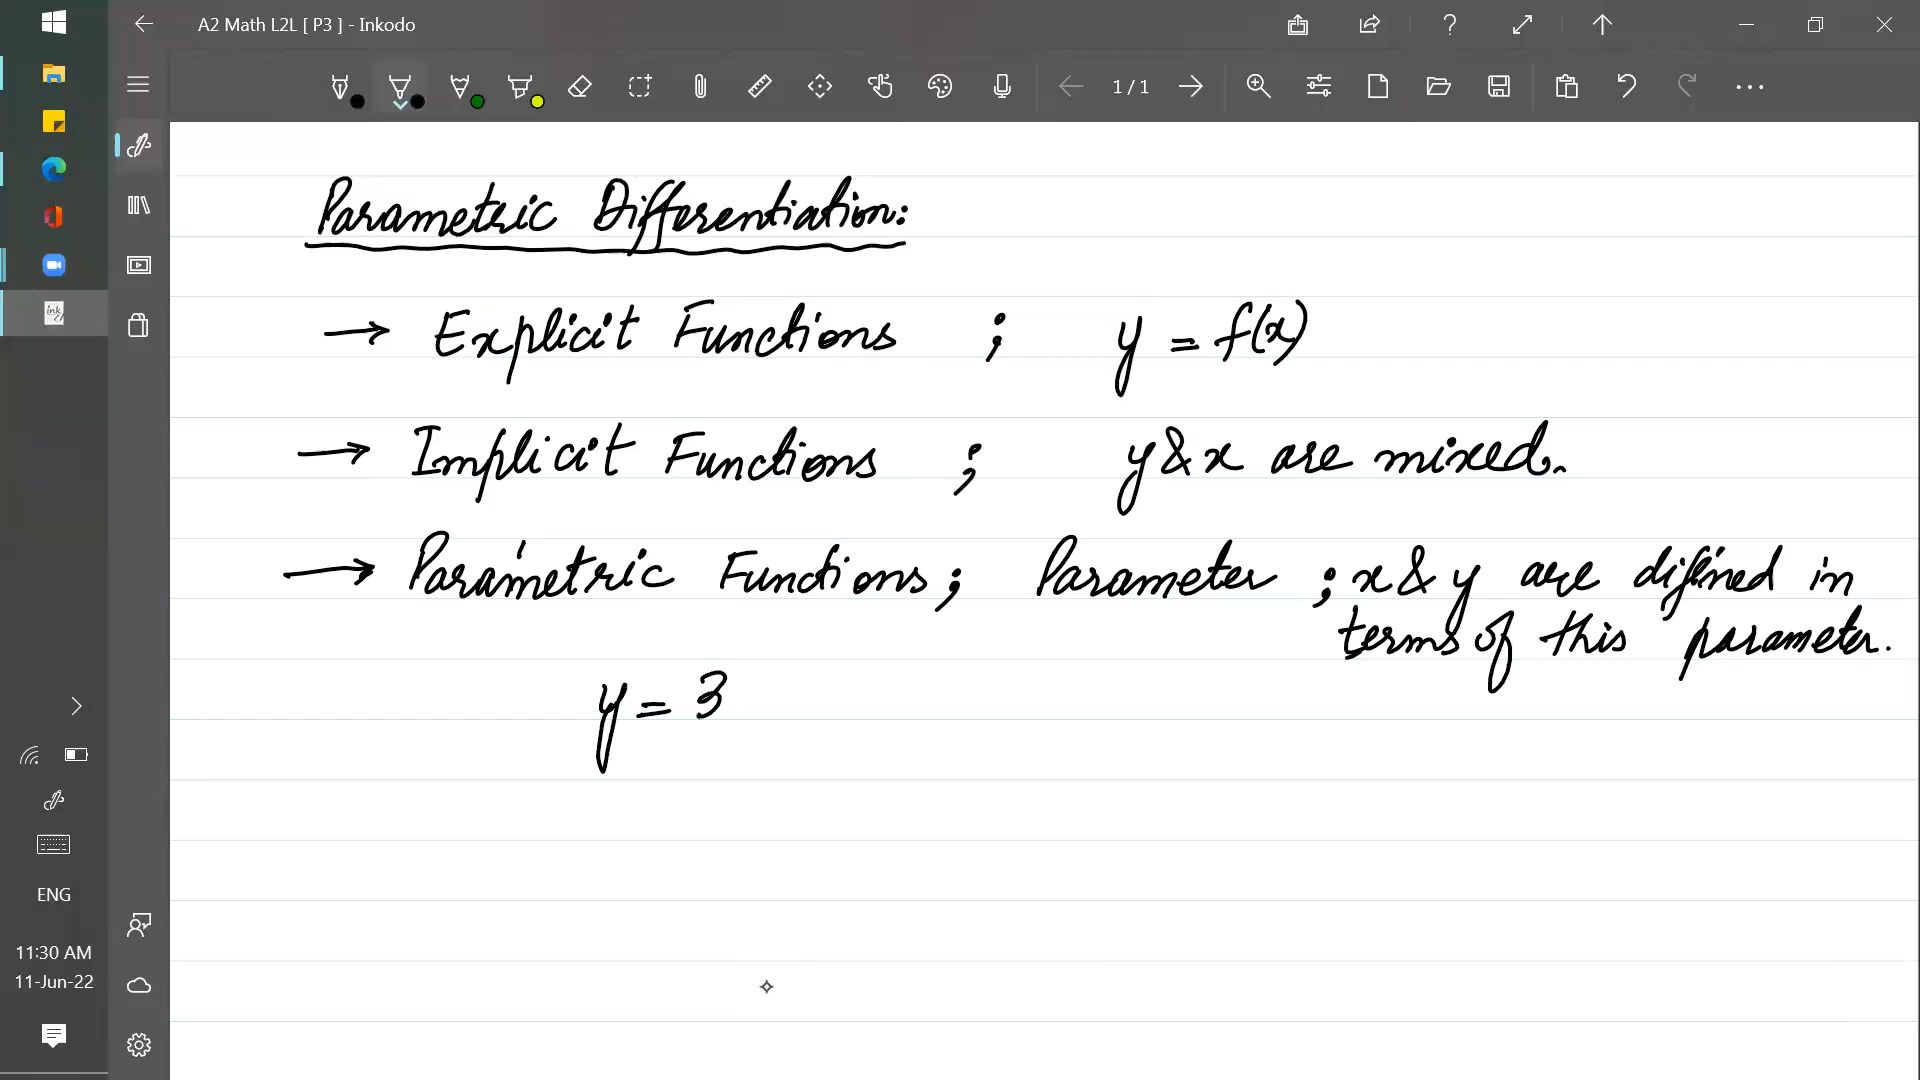 A2 Math L2L [ P3 ] - Inkodo
1 / 1
Parametric Differentiation:
→ Explicit Functions ; y = f(x)
→ Implicit Functions ; y & x are mixed.
→ Parametric Functions ; Parameter ; x & y are difined in
terms of this parameter.
y = 3
ENG
11:30 AM
11-Jun-22